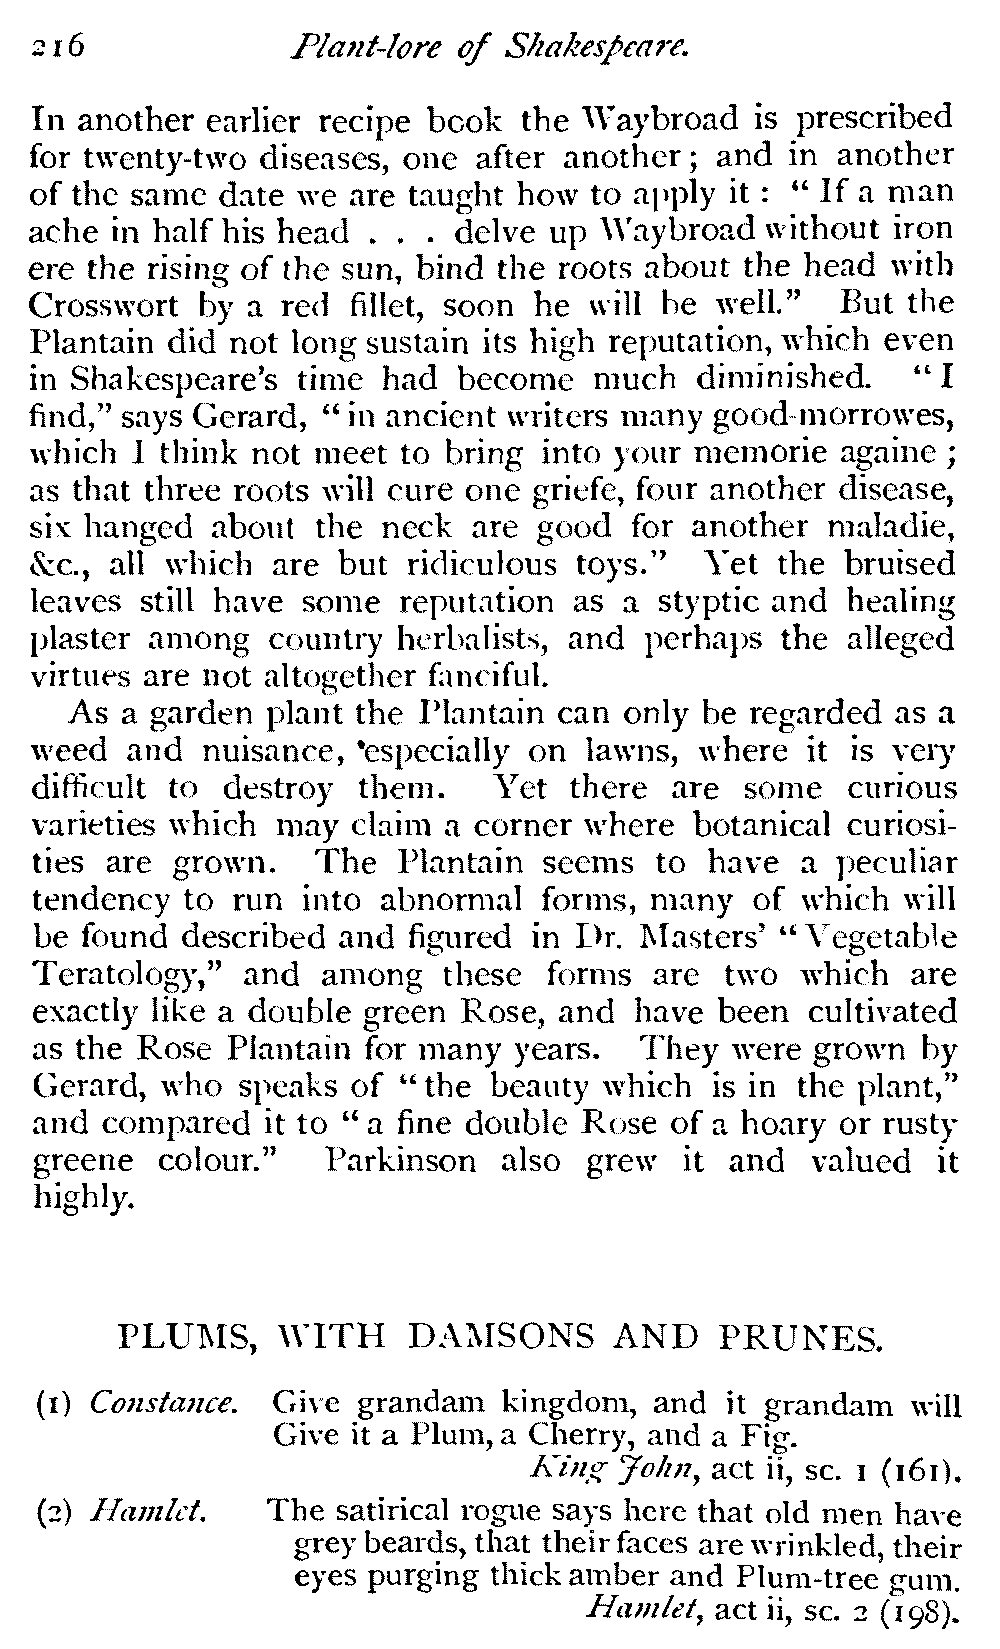 216 Plant-lore of Shakespeare.
In another earlier recipe book the Waybroad is prescribed
for twenty-two diseases, one after another; and in another
of the same date we are taught how to apply it: “If a man
ache in half his head . . . delve up Waybroad without iron
ere the rising of the sun, bind the roots about the head with
Crosswort by a red fillet, soon he will be well.” But the
Plantain did not long sustain its high reputation, which even
in Shakespeare’s time had become much diminished. “I
find,” says Gerard, “in ancient writers many good-morrowes,
which I think not meet to bring into your memorie againe;
as that three roots will cure one griefe, four another disease,
six hanged about the neck are good for another maladie,
&c., all which are but ridiculous toys.” Yet the bruised
leaves still have some reputation as a styptic and healing
plaster among country herbalists, and perhaps the alleged
virtues are not altogether fanciful.
As a garden plant the Plantain can only be regarded as a
weed and nuisance, especially on lawns, where it is very
difficult to destroy them. Yet there are some curious
varieties which may claim a corner where botanical curiosi-
ties are grown. The Plantain seems to have a peculiar
tendency to run into abnormal forms, many of which will
be found described and figured in Dr. Masters’ “Vegetable
Teratology,” and among these forms are two which are
exactly like a double green Rose, and have been cultivated
as the Rose Plantain for many years. They were grown by
Gerard, who speaks of “the beauty which is in the plant,”
and compared it to “a fine double Rose of a hoary or rusty
greene colour.” Parkinson also grew it and valued it
highly.
PLUMS, WITH DAMSONS AND PRUNES.
(1) Constance. Give grandam kingdom, and it grandam will
Give it a Plum, a Cherry, and a Fig.
King John, act ii, sc. 1 (161).
(2) Hamlet. The satirical rogue says here that old men have
grey beards, that their faces are wrinkled, their
eyes purging thick amber and Plum-tree gum.
Hamlet, act ii, sc. 2 (198).